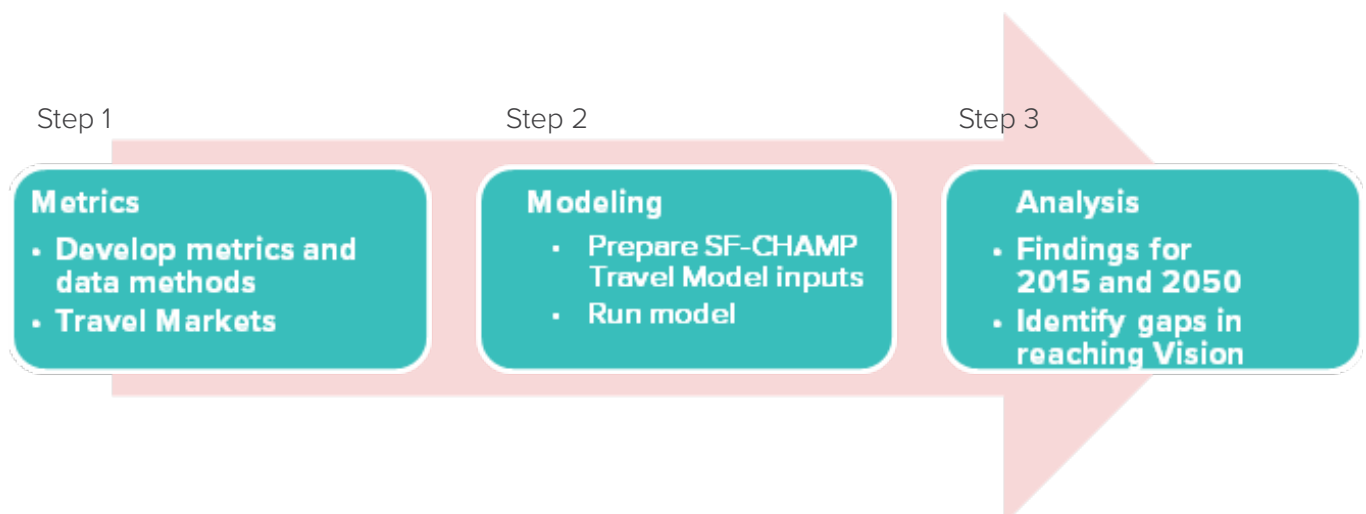 Step 1
Metrics
• Develop metrics and
data methods
• Travel Markets
Step 2
Modeling
• Prepare SF-CHAMP
Travel Model inputs
• Run model
Step 3
Analysis
• Findings for
2015 and 2050
• Identify gaps in
reaching Vision